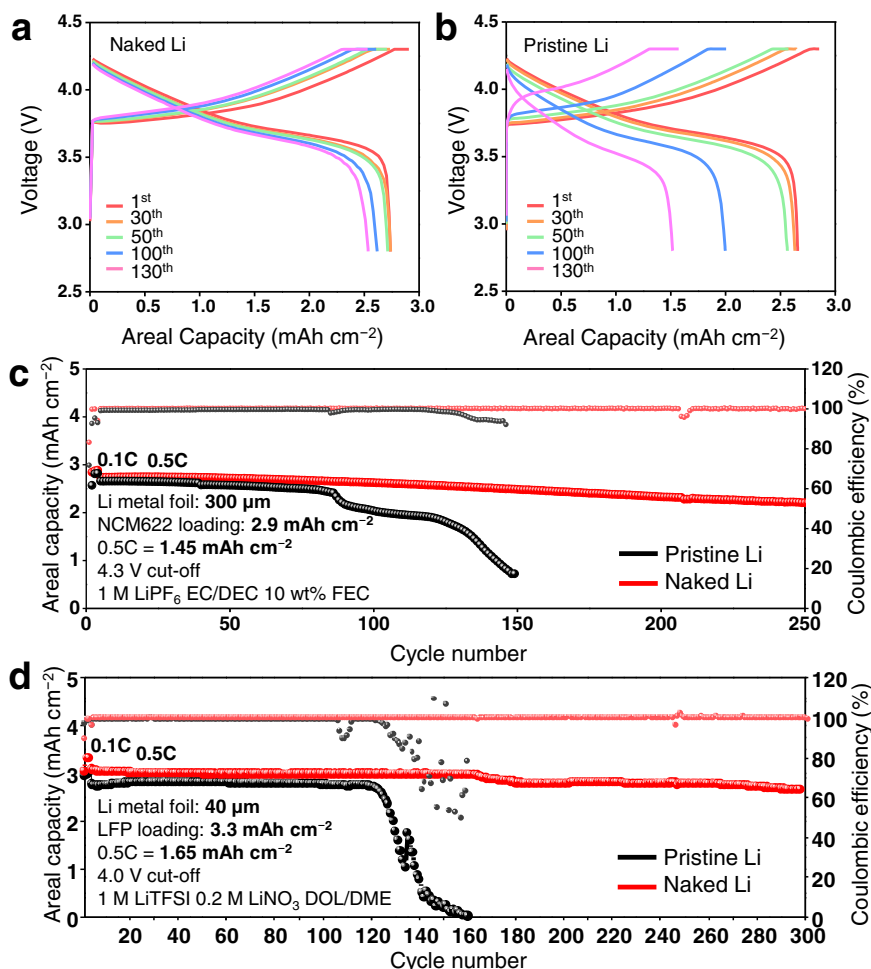 a
Naked Li
4.5
4.0
3.5
3.0
2.5
Voltage (V)
1st
30th
50th
100th
130th
0 0.5 1.0 1.5 2.0 2.5 3.0
Areal Capacity (mAh cm⁻²)
b
Pristine Li
4.5
4.0
3.5
3.0
2.5
1st
30th
50th
100th
130th
0 0.5 1.0 1.5 2.0 2.5 3.0
Areal Capacity (mAh cm⁻²)
c
5
4
3
2
1
0
Areal capacity (mAh cm⁻²)
120
100
80
60
40
20
0
Coulombic efficiency (%)
0.1C 0.5C
Li metal foil: 300 µm
NCM622 loading: 2.9 mAh cm⁻²
0.5C = 1.45 mAh cm⁻²
4.3 V cut-off
1 M LiPF₆ EC/DEC 10 wt% FEC
Pristine Li
Naked Li
0 50 100 150 200 250
Cycle number
d
5
4
3
2
1
0
Areal capacity (mAh cm⁻²)
120
100
80
60
40
20
0
Coulombic efficiency (%)
0.1C 0.5C
Li metal foil: 40 µm
LFP loading: 3.3 mAh cm⁻²
0.5C = 1.65 mAh cm⁻²
4.0 V cut-off
1 M LiTFSI 0.2 M LiNO₃ DOL/DME
Pristine Li
Naked Li
20 40 60 80 100 120 140 160 180 200 220 240 260 280 300
Cycle number